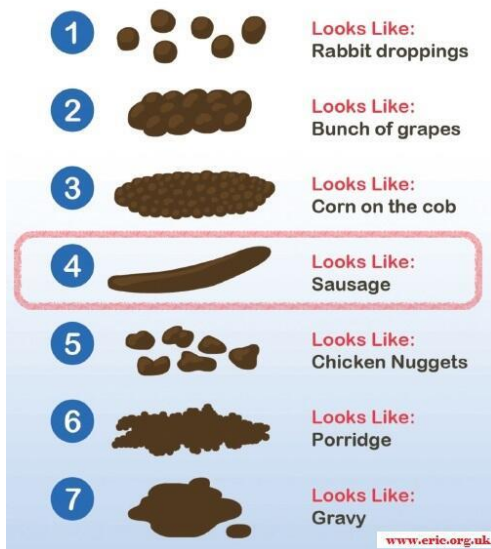 1
Looks Like:
Rabbit droppings
2
Looks Like:
Bunch of grapes
3
Looks Like:
Corn on the cob
4
Looks Like:
Sausage
5
Looks Like:
Chicken Nuggets
6
Looks Like:
Porridge
7
Looks Like:
Gravy
www.eric.org.uk